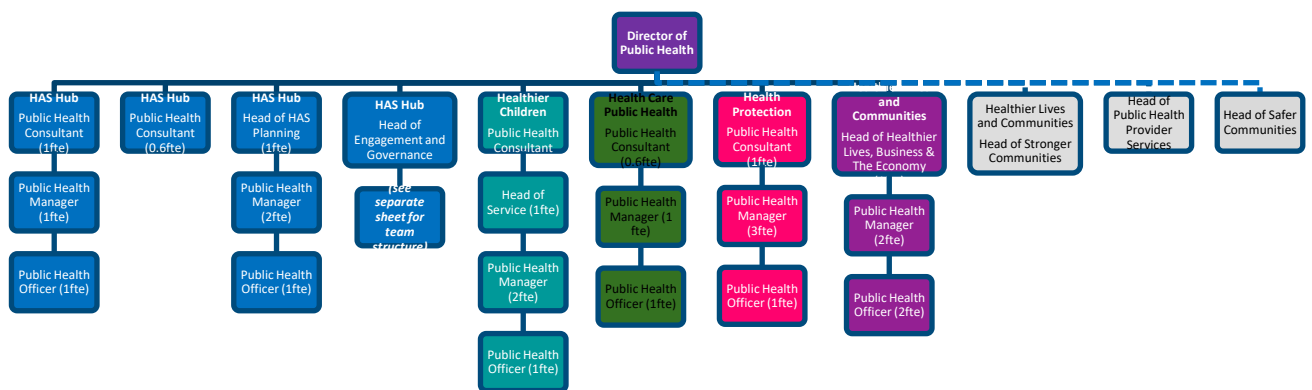 Director of
Public Health
HAS Hub
Public Health
Consultant
(1fte)
Public Health
Manager
(1fte)
Public Health
Officer (1fte)
HAS Hub
Public Health
Consultant
(0.6fte)
HAS Hub
Head of HAS
Planning (1fte)
Public Health
Manager
(2fte)
Public Health
Officer (1fte)
HAS Hub
Head of
Engagement and
Governance
(see
separate
sheet for
team
structure)
Healthier
Children
Public Health
Consultant
Head of
Service (1fte)
Public Health
Manager
(2fte)
Public Health
Officer (1fte)
Health Care
Public Health
Public Health
Consultant
(0.6fte)
Public Health
Manager (1
fte)
Public Health
Officer (1fte)
Health
Protection
Public Health
Consultant
(1fte)
Public Health
Manager
(3fte)
Public Health
Officer (1fte)
and
Communities
Head of Healthier
Lives, Business &
The Economy
Public Health
Manager
(2fte)
Public Health
Officer (2fte)
Healthier Lives
and Communities
Head of Stronger
Communities
Head of
Public Health
Provider
Services
Head of Safer
Communities